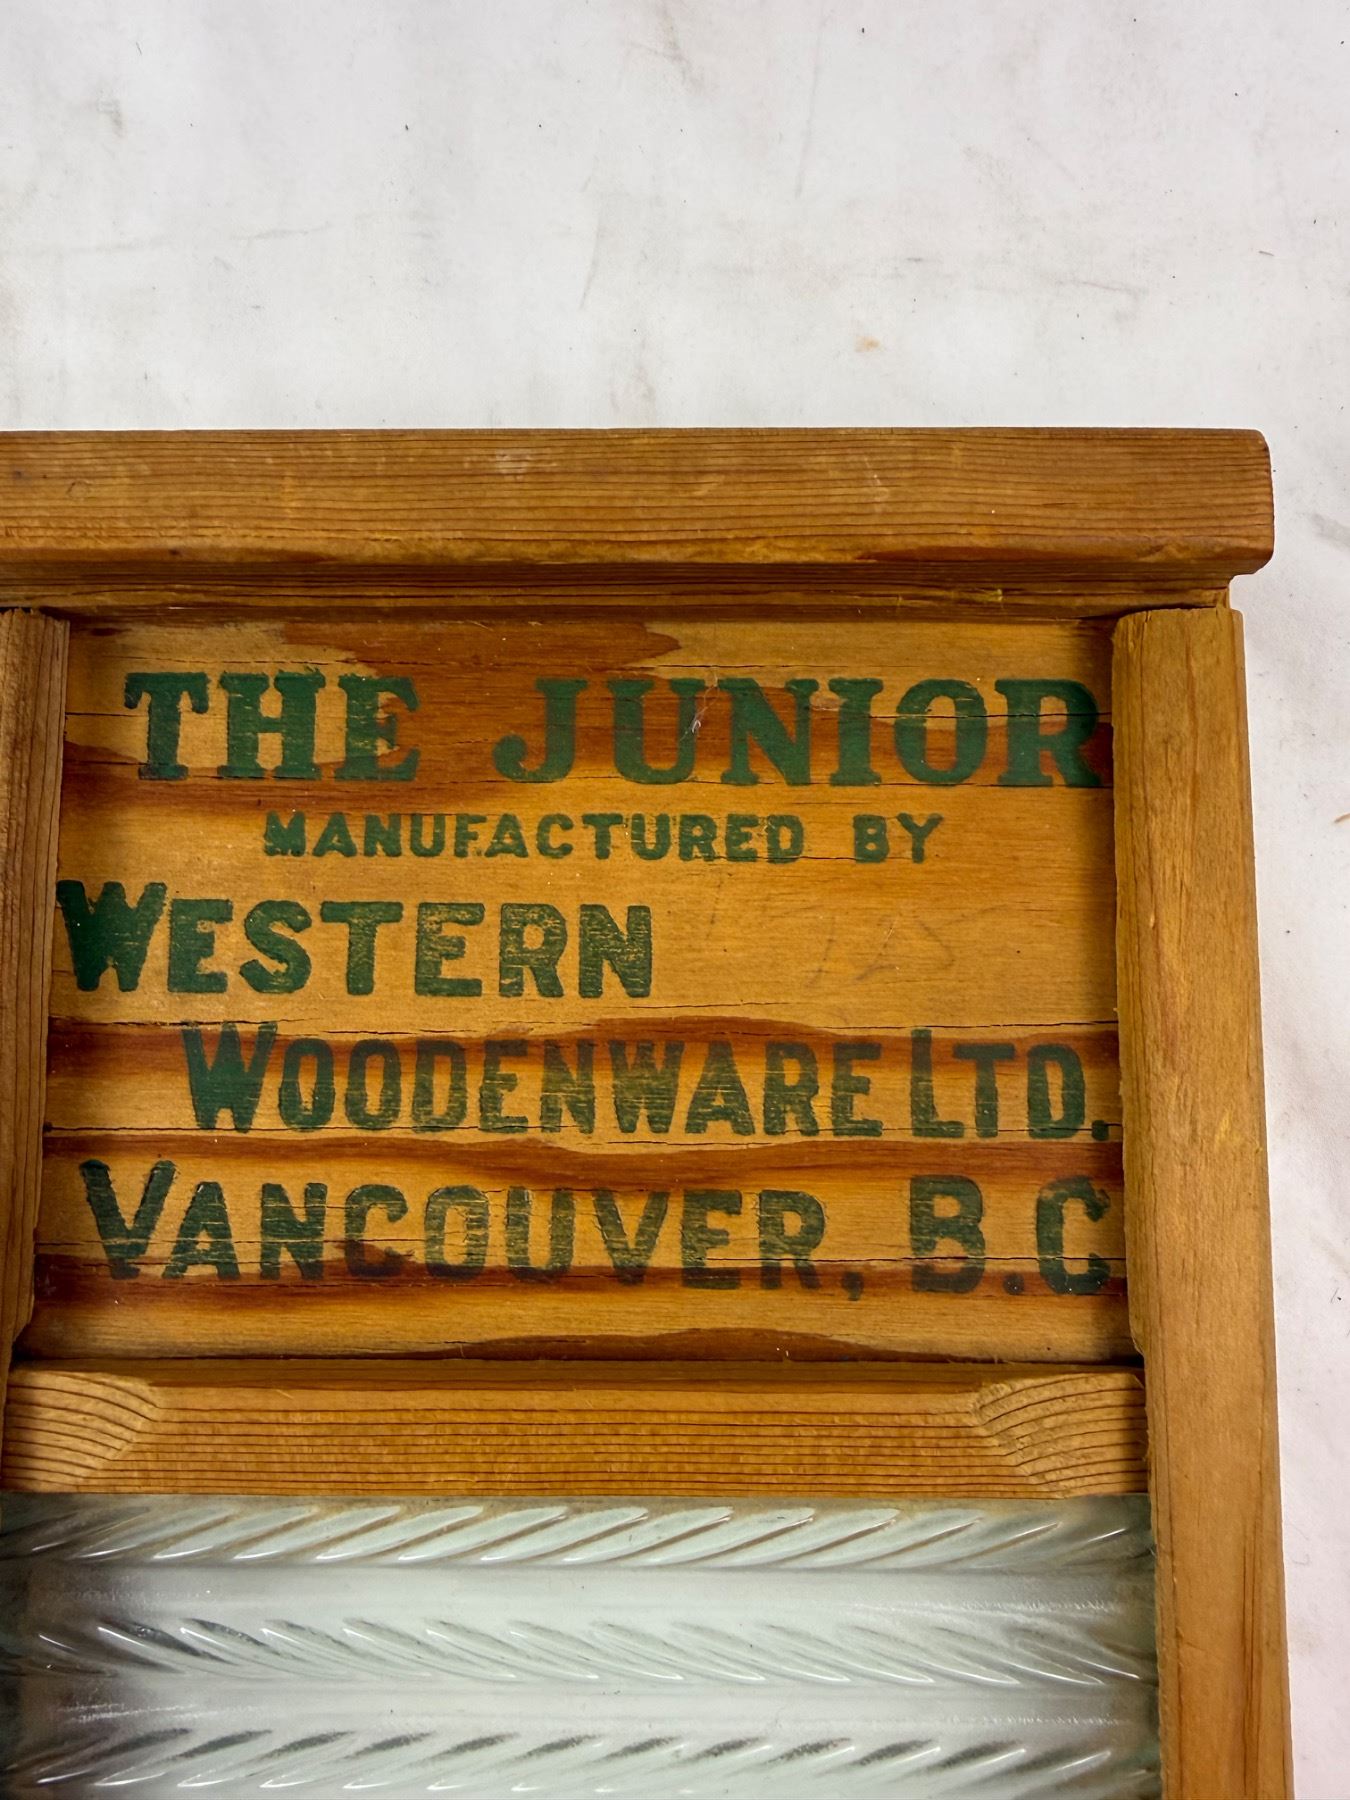 THE JUNIOR
MANUFACTURED BY
WESTERN
WOODENWARE LTD.
VANCOUVER, B.C